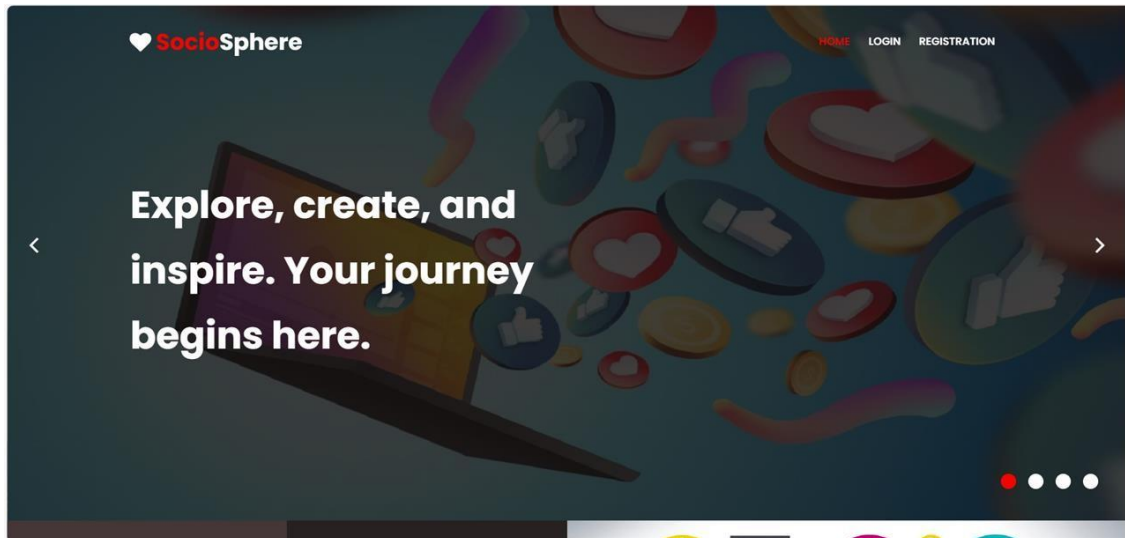 SocioSphere
HOME LOGIN REGISTRATION
Explore, create, and
inspire. Your journey
begins here.